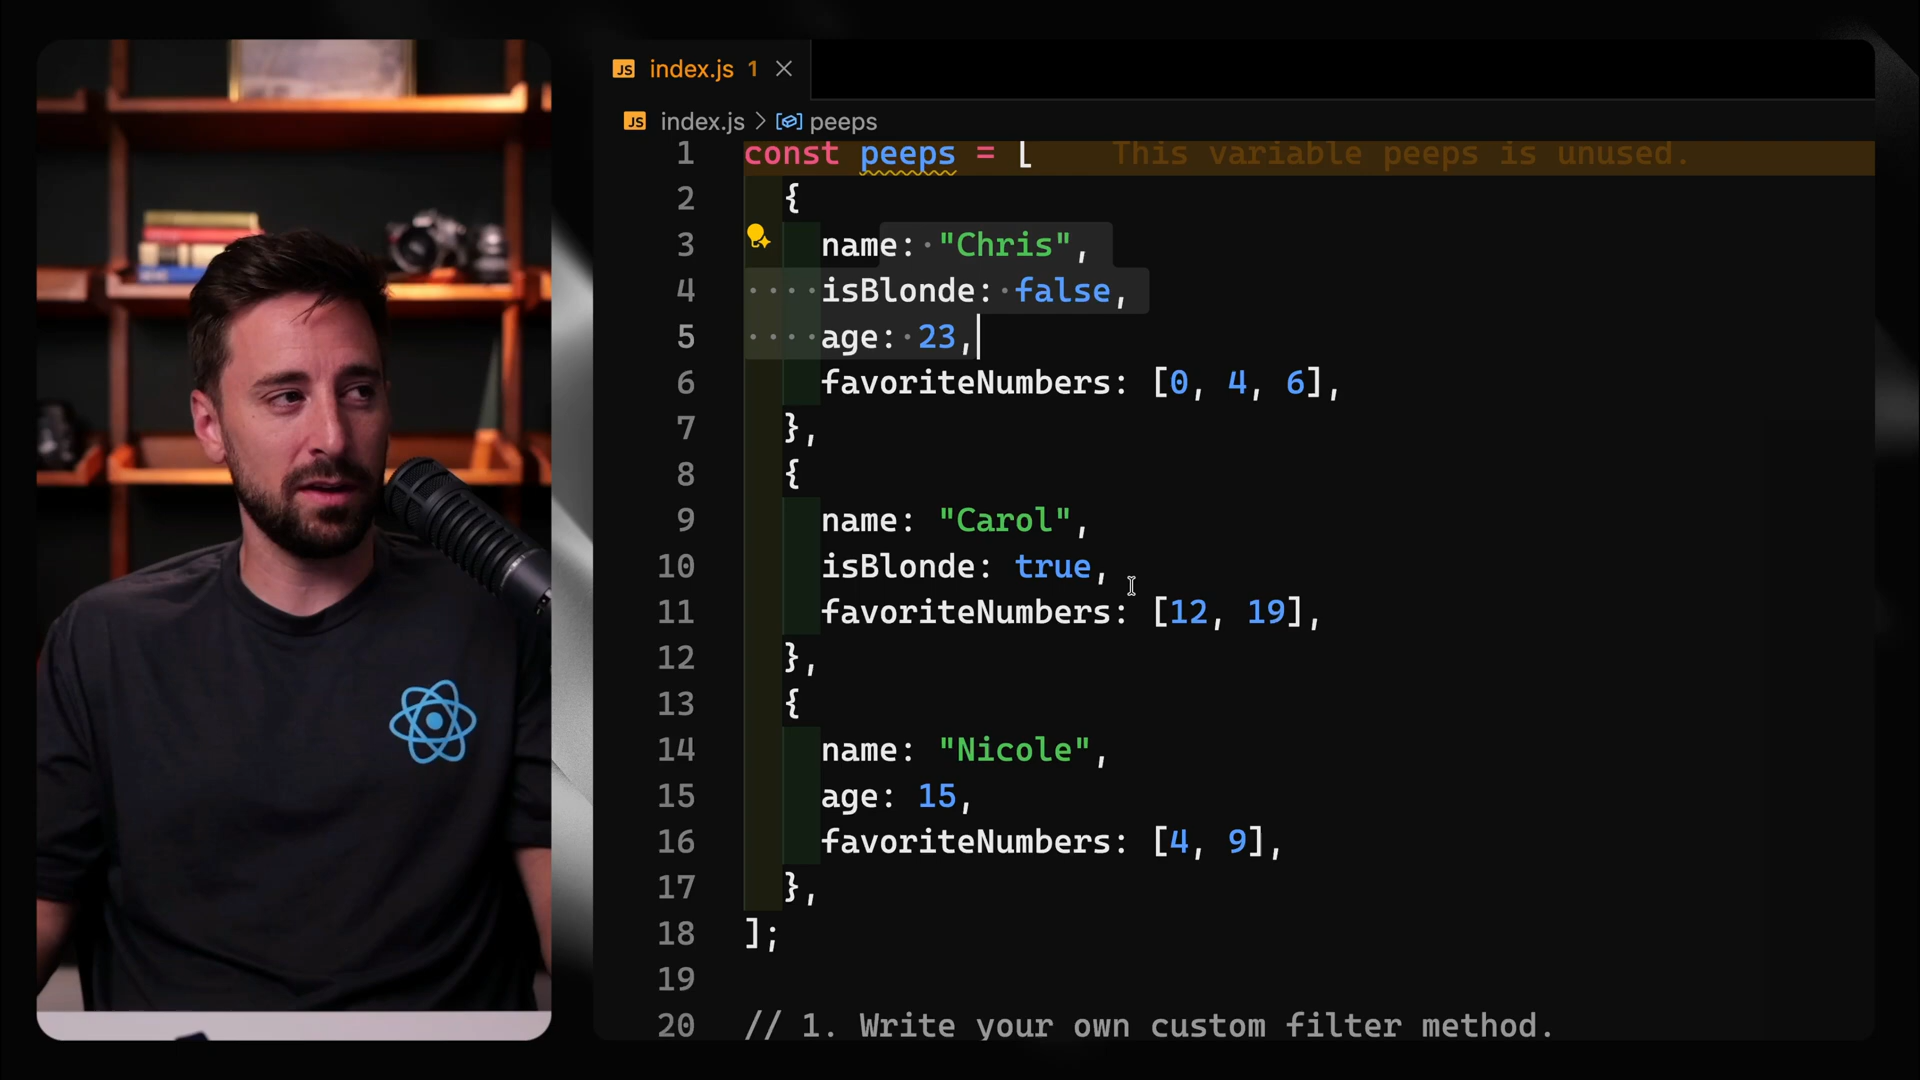 JS index.js 1
JS index.js > peeps
1 const peeps = [ This variable peeps is unused.
2 {
3 name: "Chris",
4 isBlonde: false,
5 age: 23,
6 favoriteNumbers: [0, 4, 6],
7 },
8 {
9 name: "Carol",
10 isBlonde: true,
11 favoriteNumbers: [12, 19],
12 },
13 {
14 name: "Nicole",
15 age: 15,
16 favoriteNumbers: [4, 9],
17 },
18 ];
19
20 // 1. Write your own custom filter method.